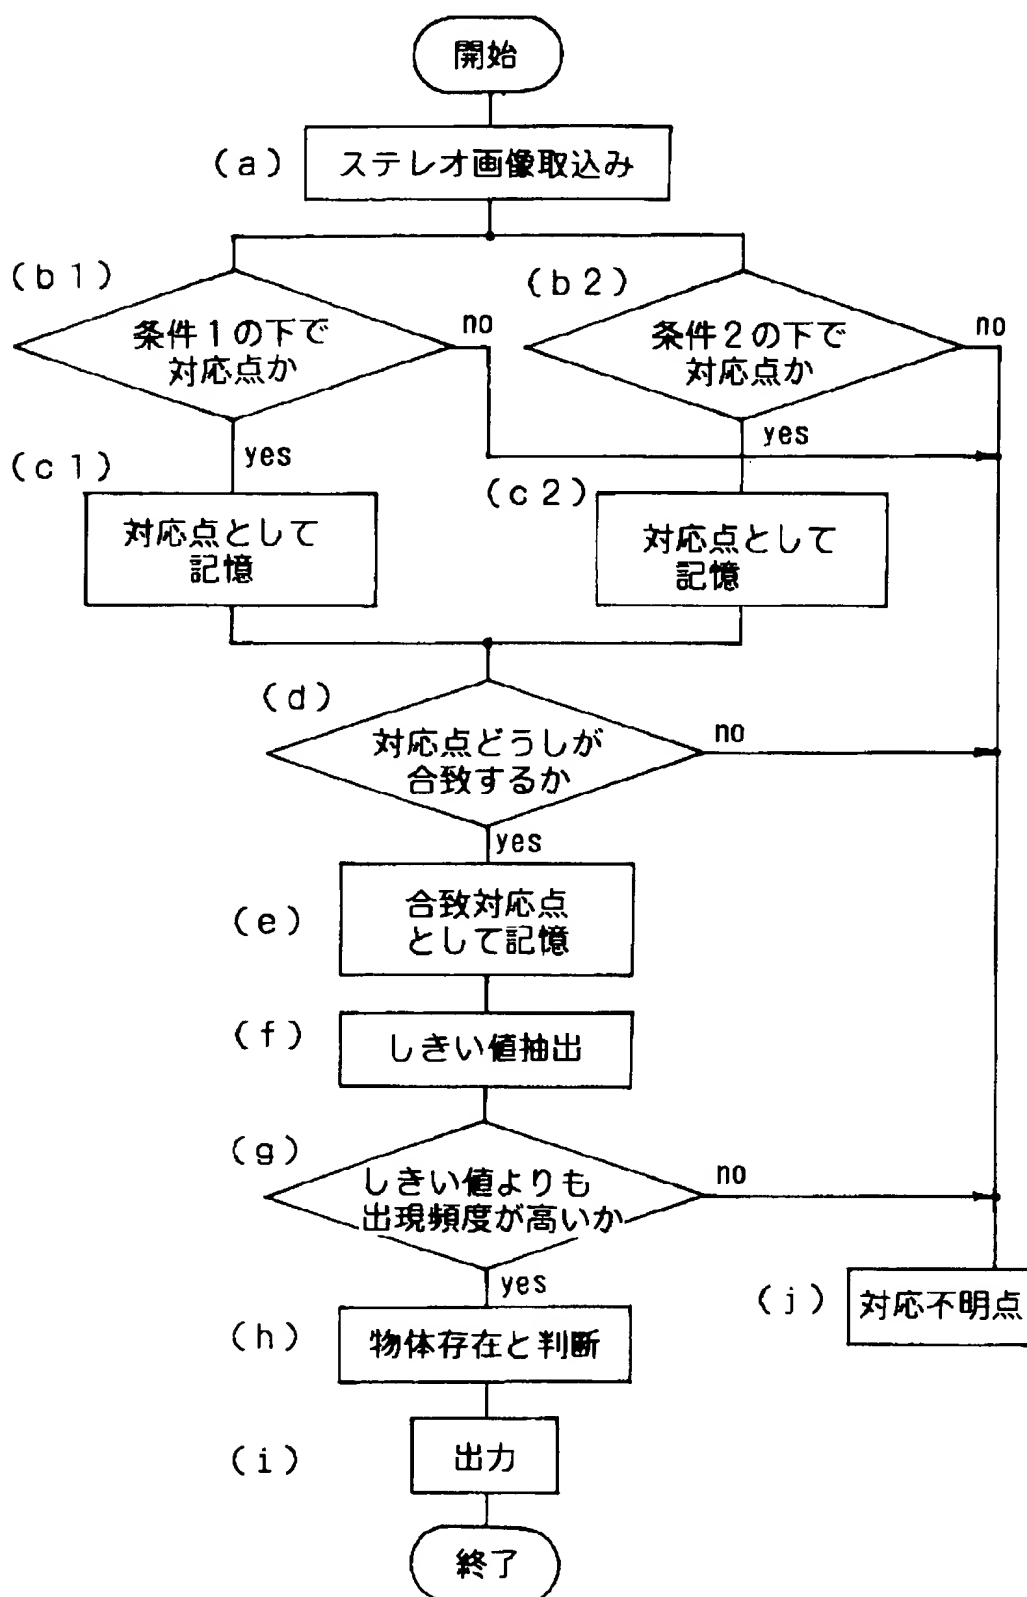 開始
(a)
ステレオ画像取込み
(b1)
条件1の下で
対応点か
no
(b2)
条件2の下で
対応点か
no
yes
yes
(c1)
対応点として
記憶
(c2)
対応点として
記憶
(d)
対応点どうしが
合致するか
no
yes
(e)
合致対応点
として記憶
(f)
しきい値抽出
(g)
しきい値よりも
出現頻度が高いか
no
yes
(h)
物体存在と判断
(j)
対応不明点
(i)
出力
終了